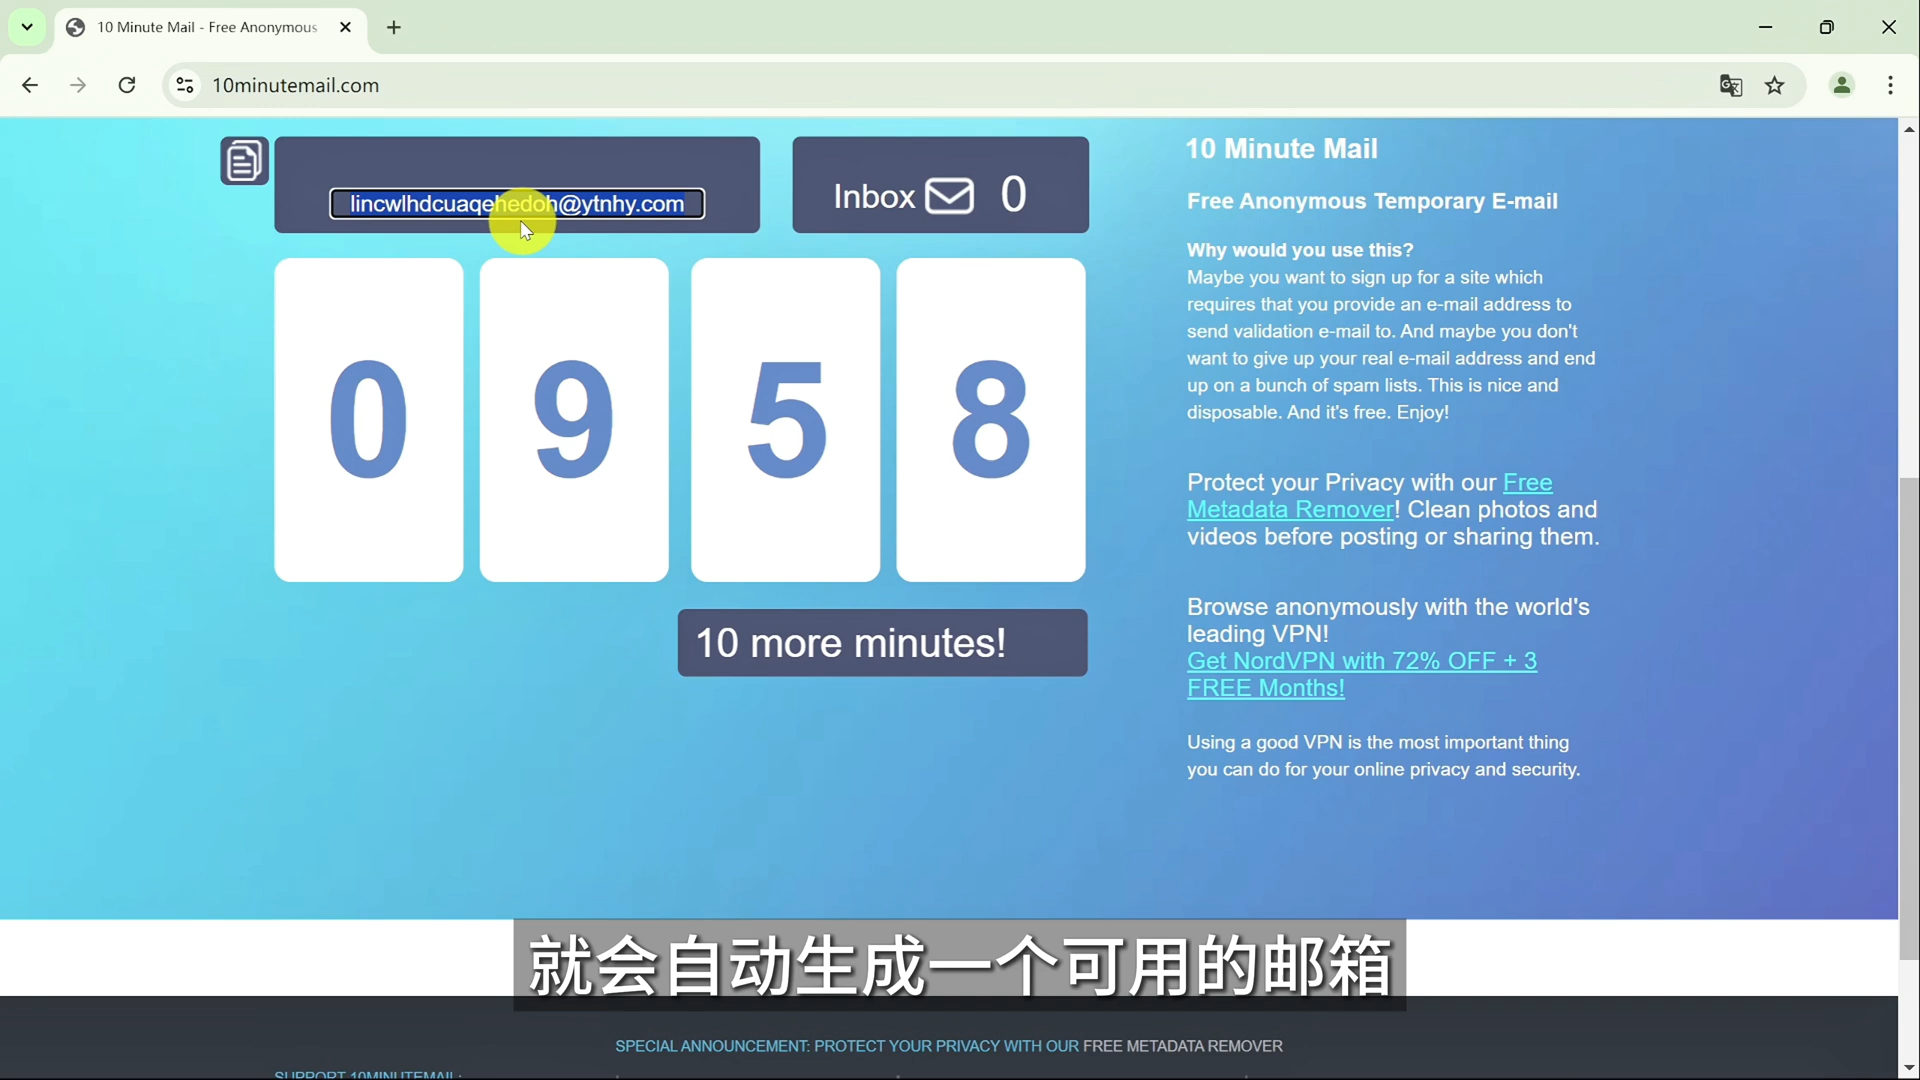 10 Minute Mail - Free Anonymous
10minutemail.com
lincwlhdcuaqehedoh@ytnhy.com
Inbox 0
0 9 5 8
10 more minutes!
10 Minute Mail
Free Anonymous Temporary E-mail
Why would you use this?
Maybe you want to sign up for a site which
requires that you provide an e-mail address to
send validation e-mail to. And maybe you don't
want to give up your real e-mail address and end
up on a bunch of spam lists. This is nice and
disposable. And it's free. Enjoy!
Protect your Privacy with our Free
Metadata Remover! Clean photos and
videos before posting or sharing them.
Browse anonymously with the world's
leading VPN!
Get NordVPN with 72% OFF + 3
FREE Months!
Using a good VPN is the most important thing
you can do for your online privacy and security.
就会自动生成一个可用的邮箱
SPECIAL ANNOUNCEMENT: PROTECT YOUR PRIVACY WITH OUR FREE METADATA REMOVER
SUPPORT 10MINUTEMAIL: